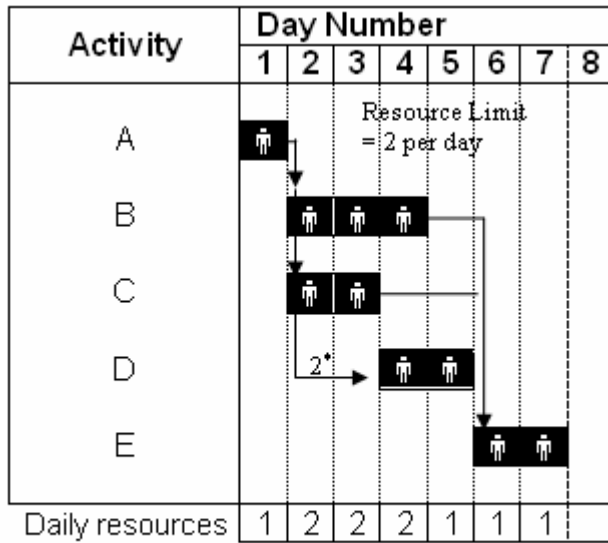 Activity
Day Number
1 2 3 4 5 6 7 8
Resource Limit
= 2 per day
A
B
C
2*
D
E
Daily resources 1 2 2 2 1 1 1